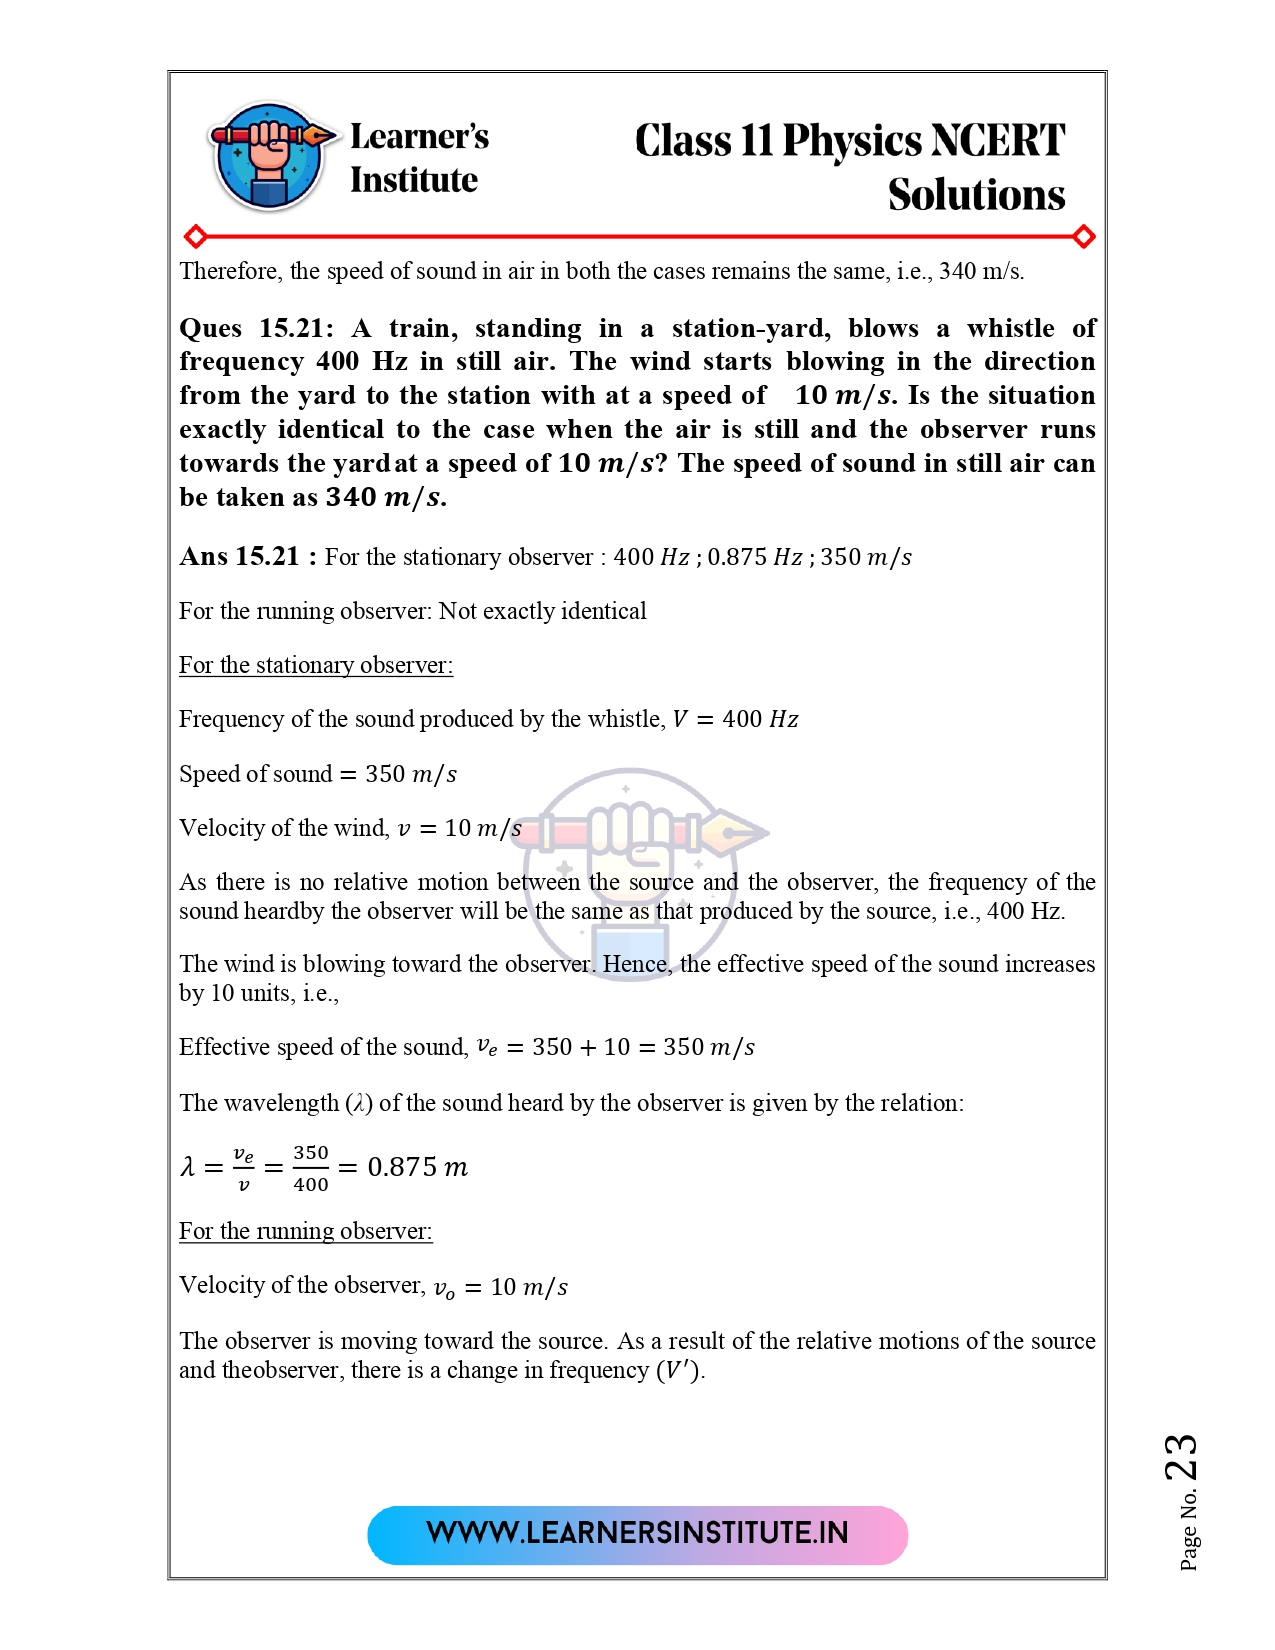 Learner's
Institute
Class 11 Physics NCERT
Solutions
Therefore, the speed of sound in air in both the cases remains the same, i.e., 340 m/s.
Ques 15.21: A train, standing in a station-yard, blows a whistle of
frequency 400 Hz in still air. The wind starts blowing in the direction
from the yard to the station with at a speed of 10 m/s. Is the situation
exactly identical to the case when the air is still and the observer runs
towards the yard at a speed of 10 m/s? The speed of sound in still air can
be taken as 340 m/s.
Ans 15.21 : For the stationary observer : 400 Hz ; 0.875 Hz ; 350 m/s
For the running observer: Not exactly identical
For the stationary observer:
Frequency of the sound produced by the whistle, V = 400 Hz
Speed of sound = 350 m/s
Velocity of the wind, v = 10 m/s
As there is no relative motion between the source and the observer, the frequency of the
sound heardby the observer will be the same as that produced by the source, i.e., 400 Hz.
The wind is blowing toward the observer. Hence, the effective speed of the sound increases
by 10 units, i.e.,
Effective speed of the sound, vₑ = 350 + 10 = 350 m/s
The wavelength (λ) of the sound heard by the observer is given by the relation:
λ = vₑ/v = 350/400 = 0.875 m
For the running observer:
Velocity of the observer, vₒ = 10 m/s
The observer is moving toward the source. As a result of the relative motions of the source
and theobserver, there is a change in frequency (V′).
WWW.LEARNERSINSTITUTE.IN
Page No. 23